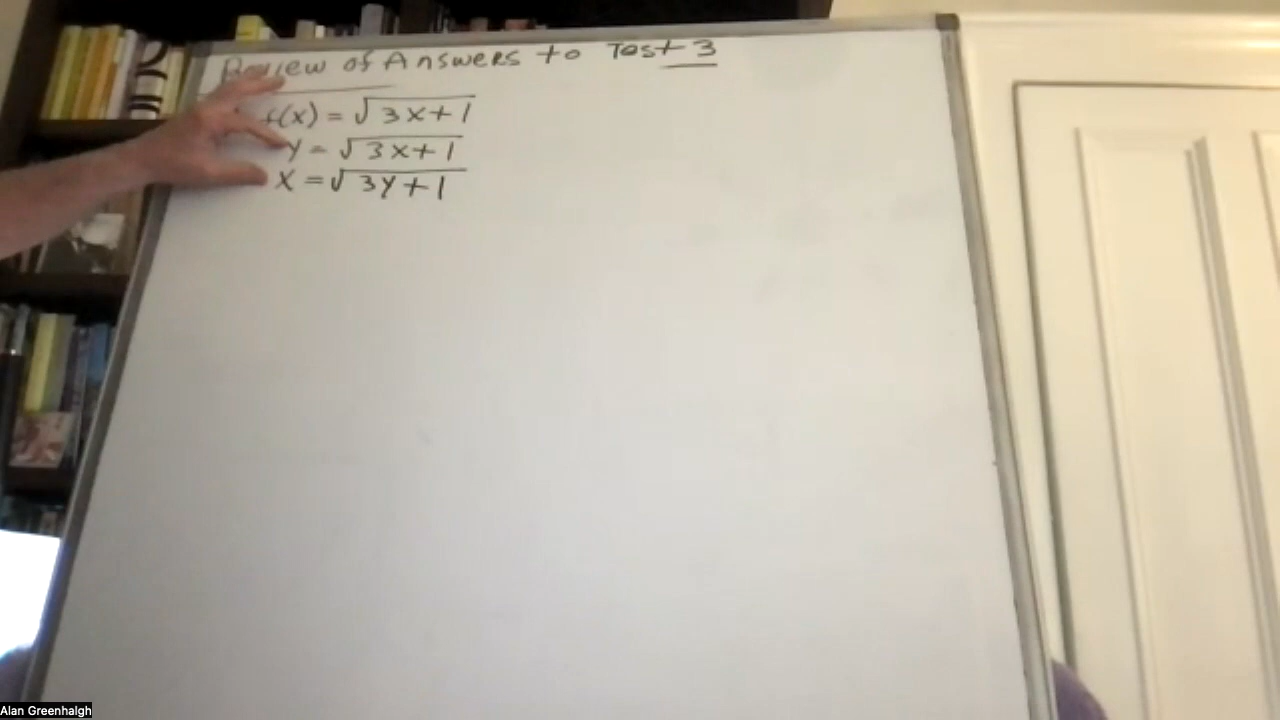 Review of Answers to Test 3
f(x) = √3x+1
y = √3x+1
x = √3y+1
Alan Greenhalgh